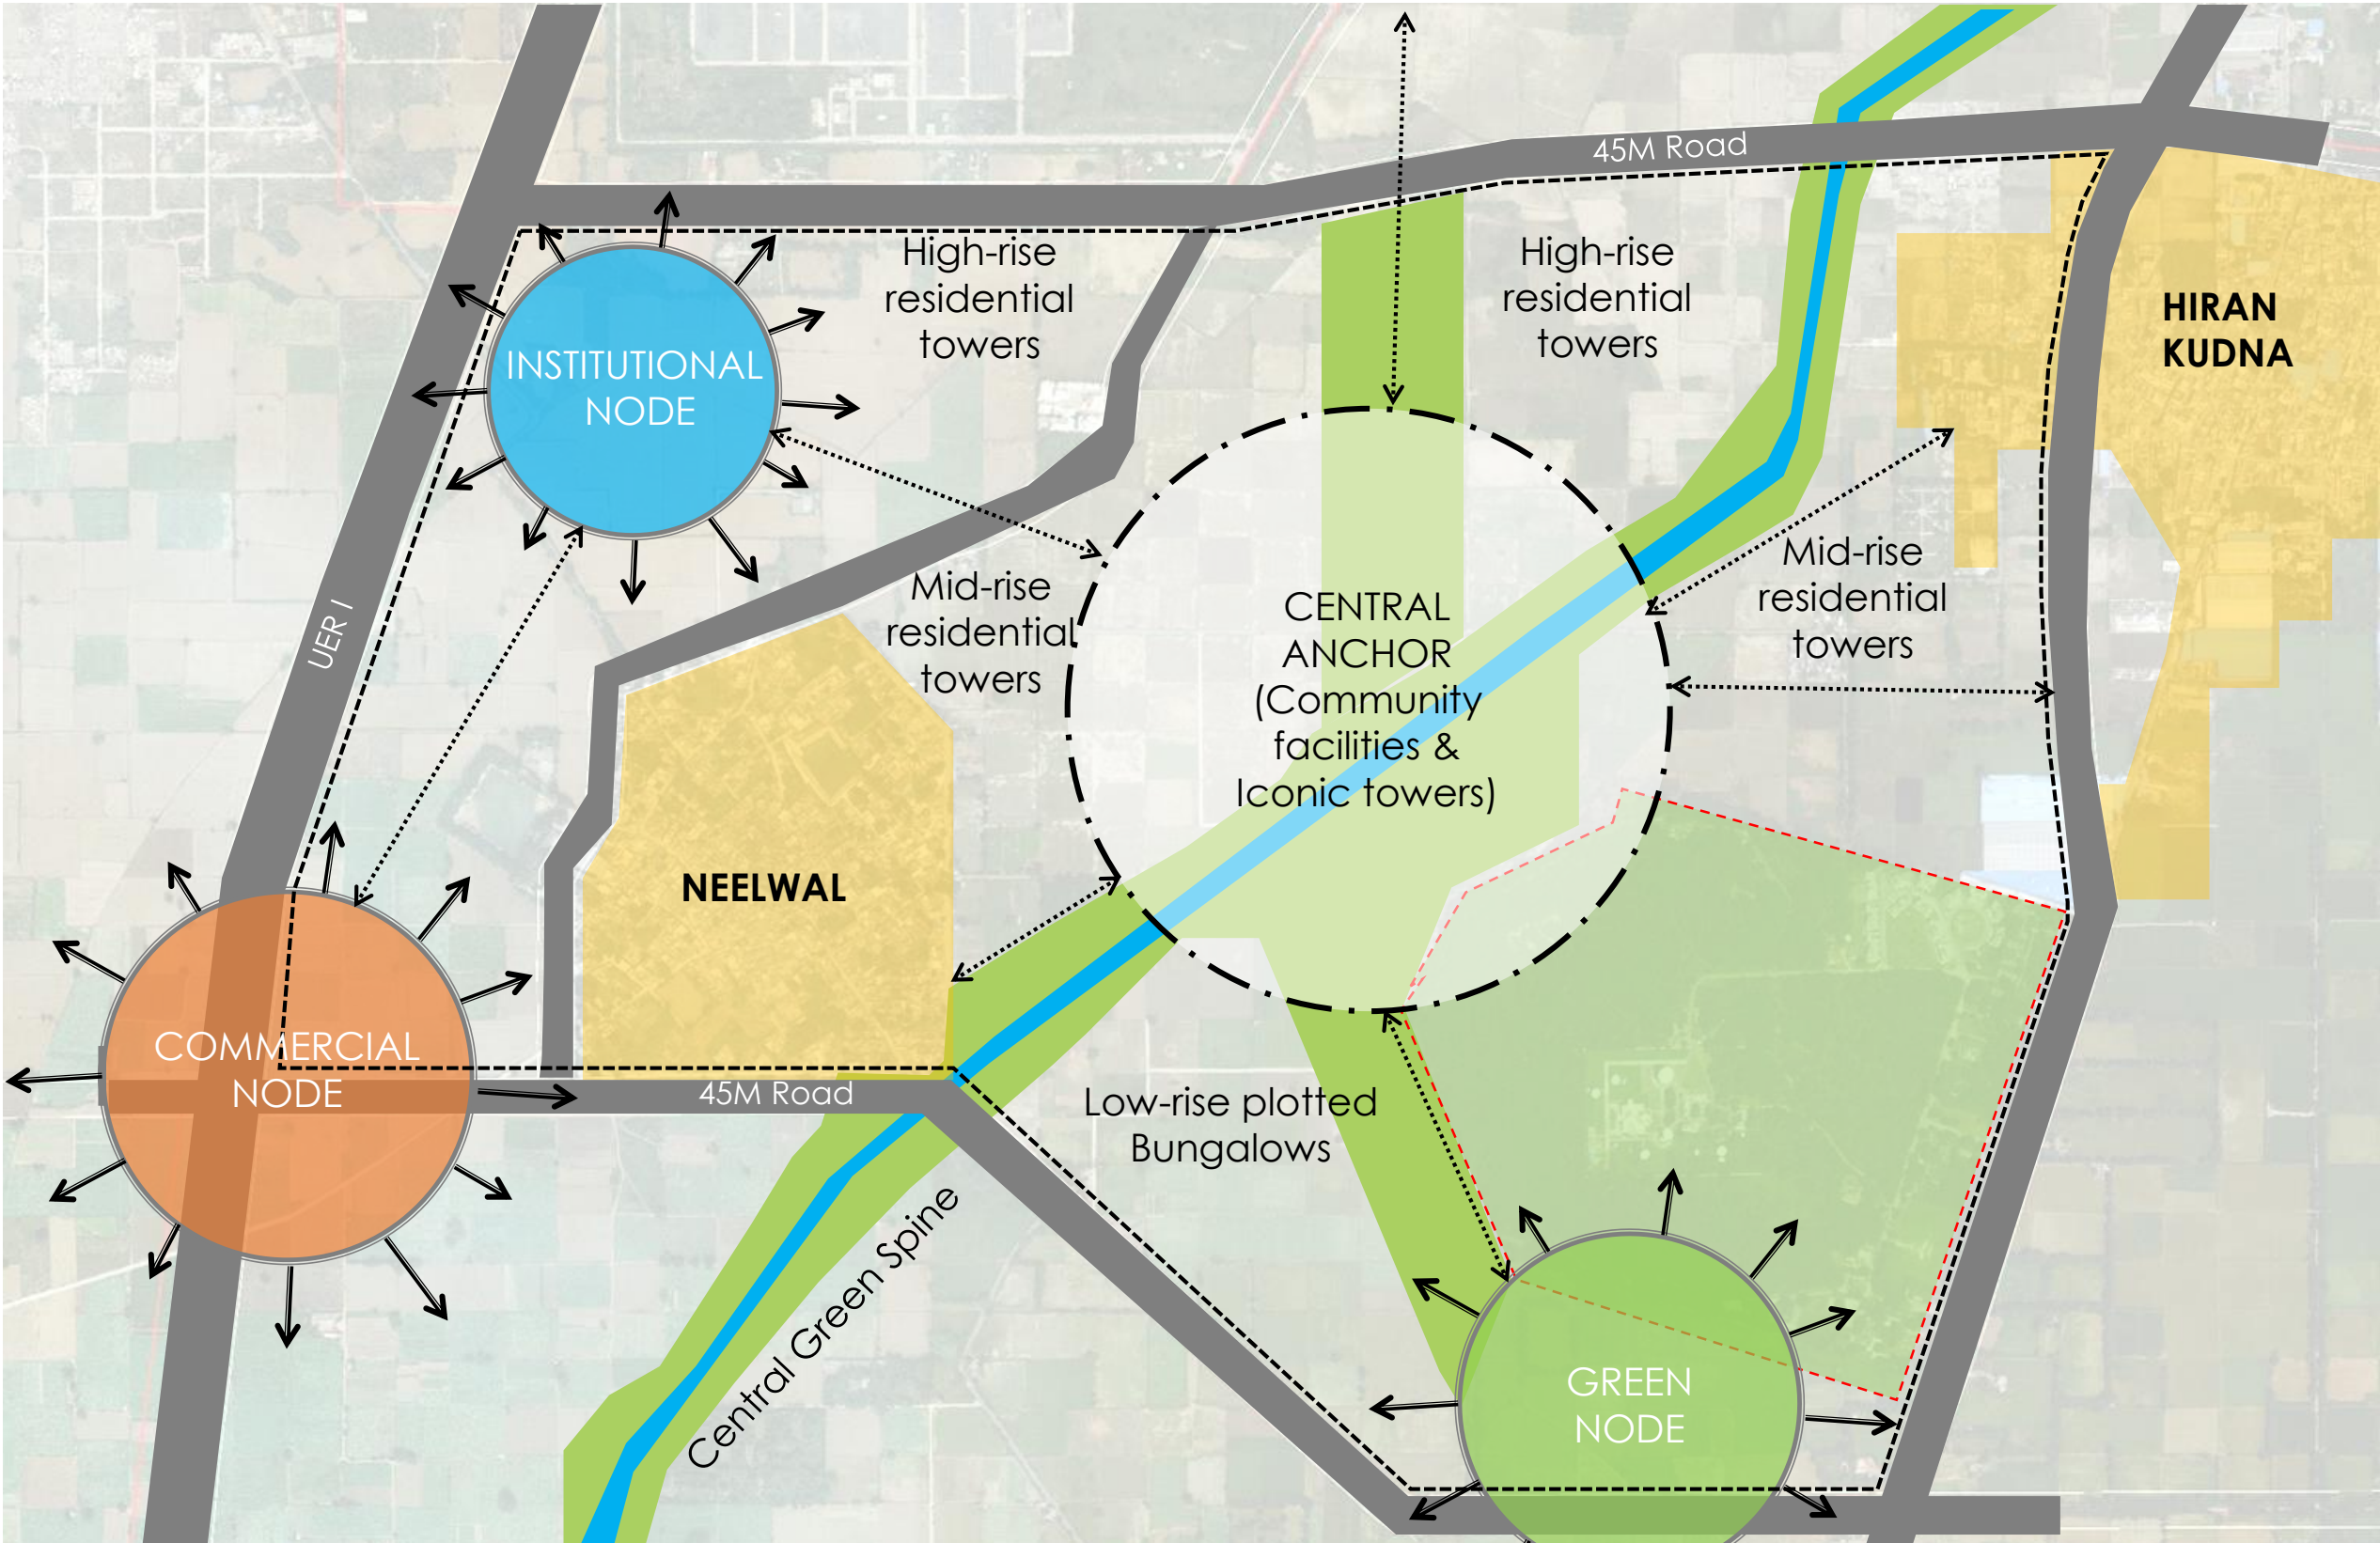 45M Road
High-rise
residential
towers
High-rise
residential
towers
HIRAN
KUDNA
INSTITUTIONAL
NODE
Mid-rise
residential
towers
Mid-rise
residential
towers
UER I
CENTRAL
ANCHOR
(Community
facilities &
Iconic towers)
NEELWAL
COMMERCIAL
NODE
45M Road
Low-rise plotted
Bungalows
Central Green Spine
GREEN
NODE